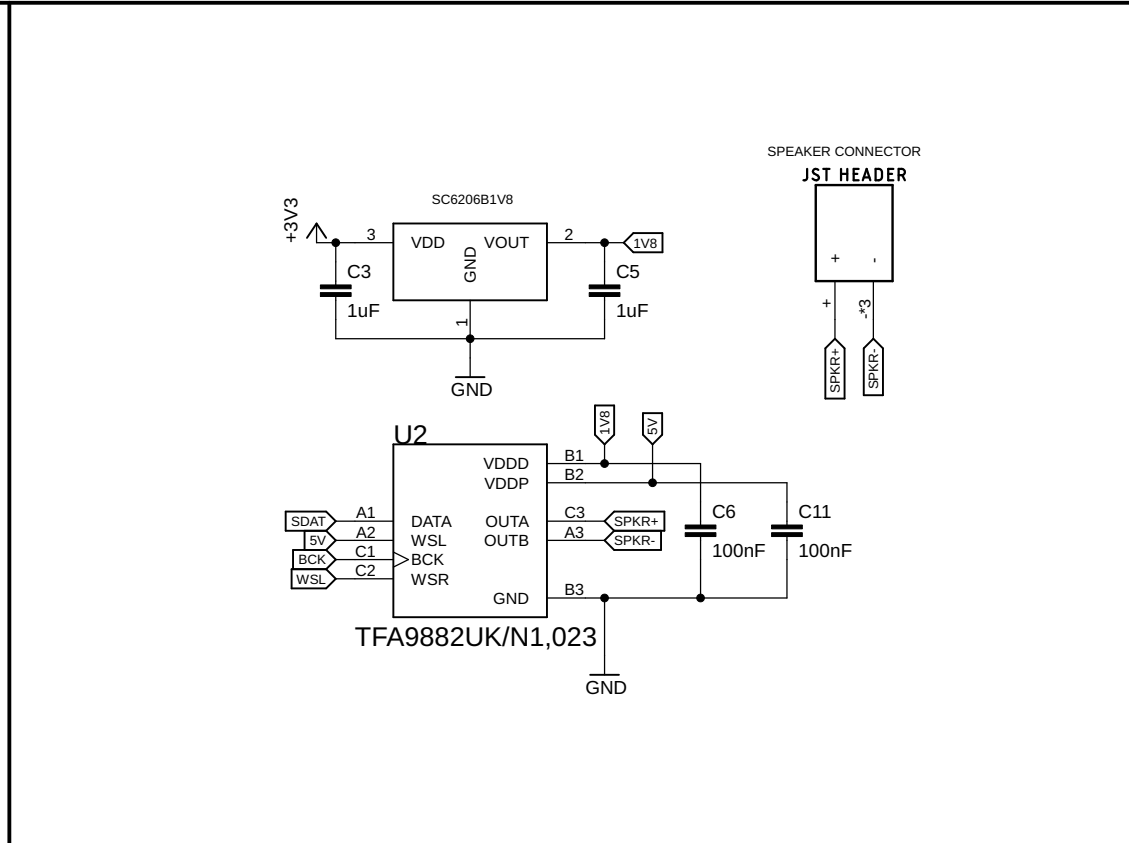 SPEAKER CONNECTOR
JST HEADER
+ -
+
-*3
SPKR+
SPKR-
SC6206B1V8
+3V3
3
VDD
VOUT
GND
2
1V8
C3
1uF
C5
1uF
1
GND
U2
1V8
5V
VDDD
B1
VDDP
B2
SDAT A1 DATA
OUTA C3 SPKR+
5V A2 WSL
OUTB A3 SPKR-
BCK C1 BCK
WSL C2 WSR
GND B3
C6
100nF
C11
100nF
TFA9882UK/N1,023
GND